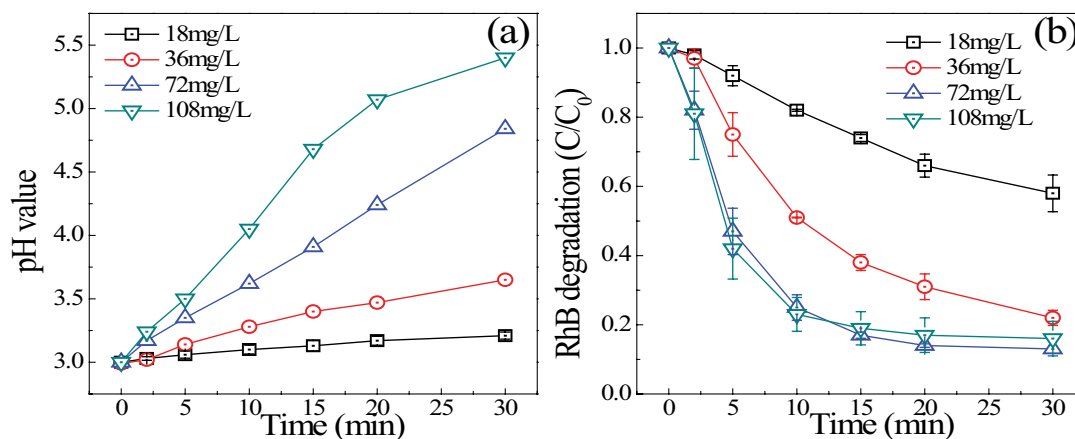 (a)
18mg/L
36mg/L
72mg/L
108mg/L
5.5
5.0
4.5
4.0
3.5
3.0
pH value
0 5 10 15 20 25 30
Time (min)
(b)
18mg/L
36mg/L
72mg/L
108mg/L
1.0
0.8
0.6
0.4
0.2
0.0
RhB degradation (C/C₀)
0 5 10 15 20 25 30
Time (min)